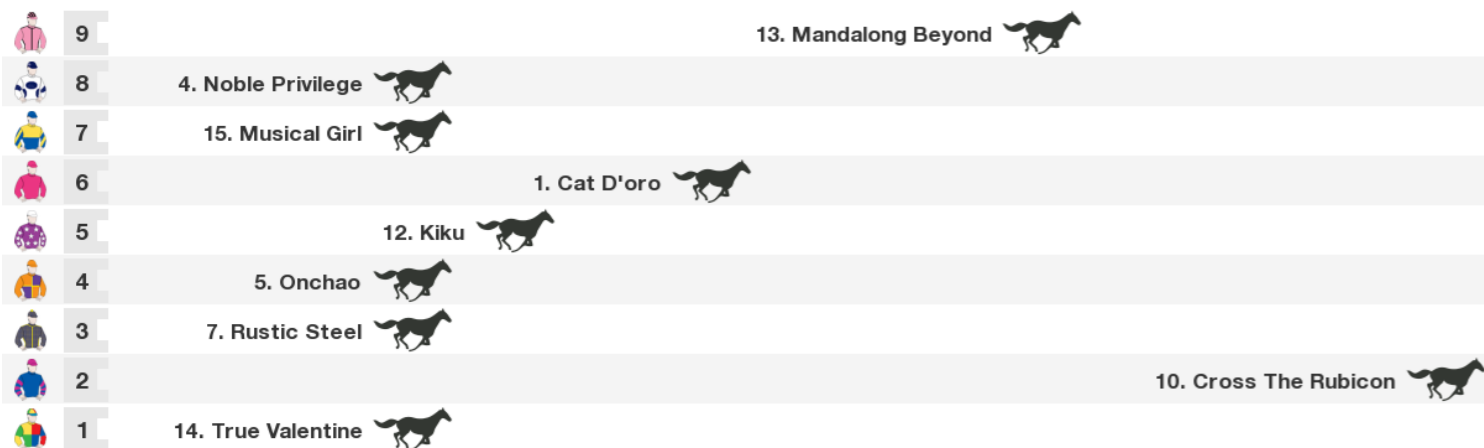 9 13. Mandalong Beyond
8 4. Noble Privilege
7 15. Musical Girl
6 1. Cat D'oro
5 12. Kiku
4 5. Onchao
3 7. Rustic Steel
2 10. Cross The Rubicon
1 14. True Valentine